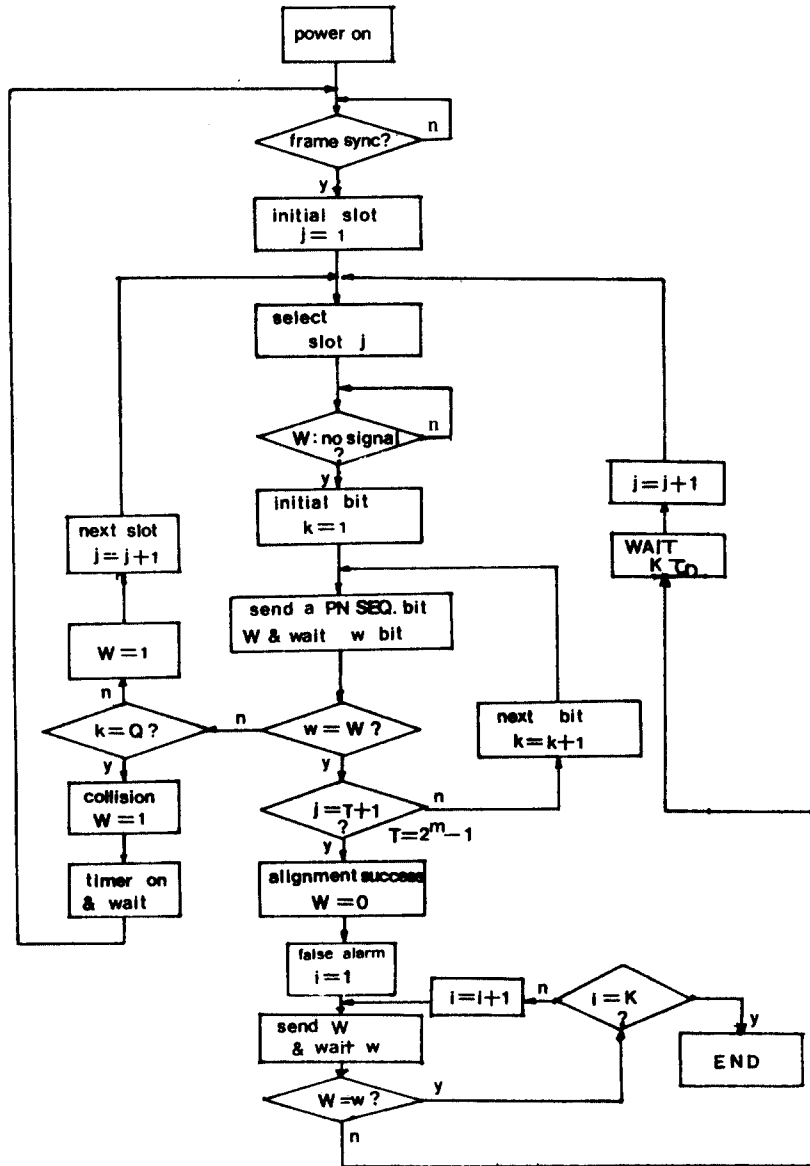 power on
frame sync?
n
y
initial slot
j = 1
select
slot j
W : no signal
?
n
y
initial bit
k = 1
j = j + 1
WAIT
K τD
next slot
j = j + 1
send a PN SEQ. bit
W & wait w bit
W = 1
n
k = Q ?
n
w = W ?
next bit
k = k + 1
y
y
collision
W = 1
j = T + 1
?
n
T = 2^m − 1
y
timer on
& wait
alignment success
W = 0
false alarm
i = 1
i = i + 1
n
i = K
?
y
send W
& wait w
END
W = w ?
y
n